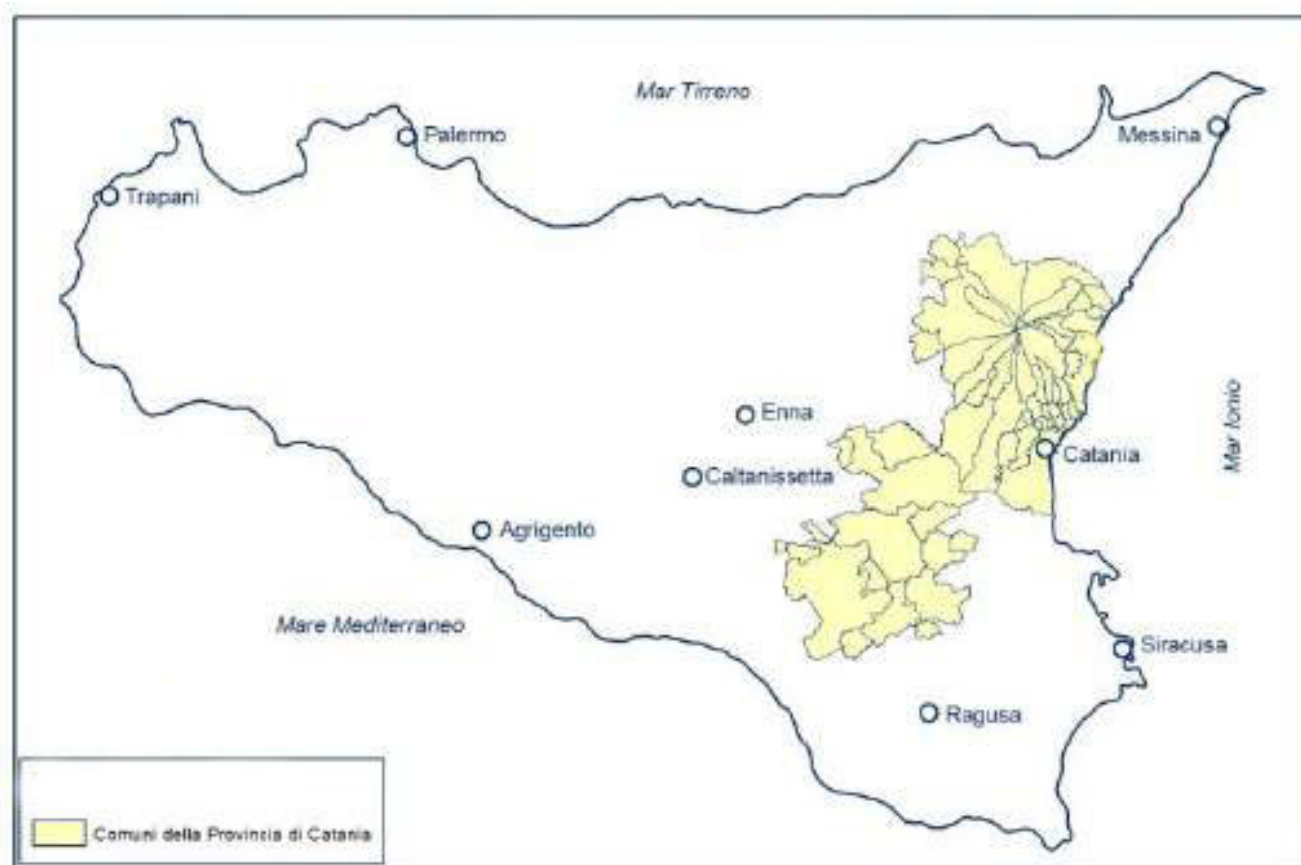 Mar Tirreno
Palermo
Messina
Trapani
Enna
Mar Ionio
Catania
Caltanissetta
Agrigento
Mare Mediterraneo
Siracusa
Ragusa
Comuni della Provincia di Catania